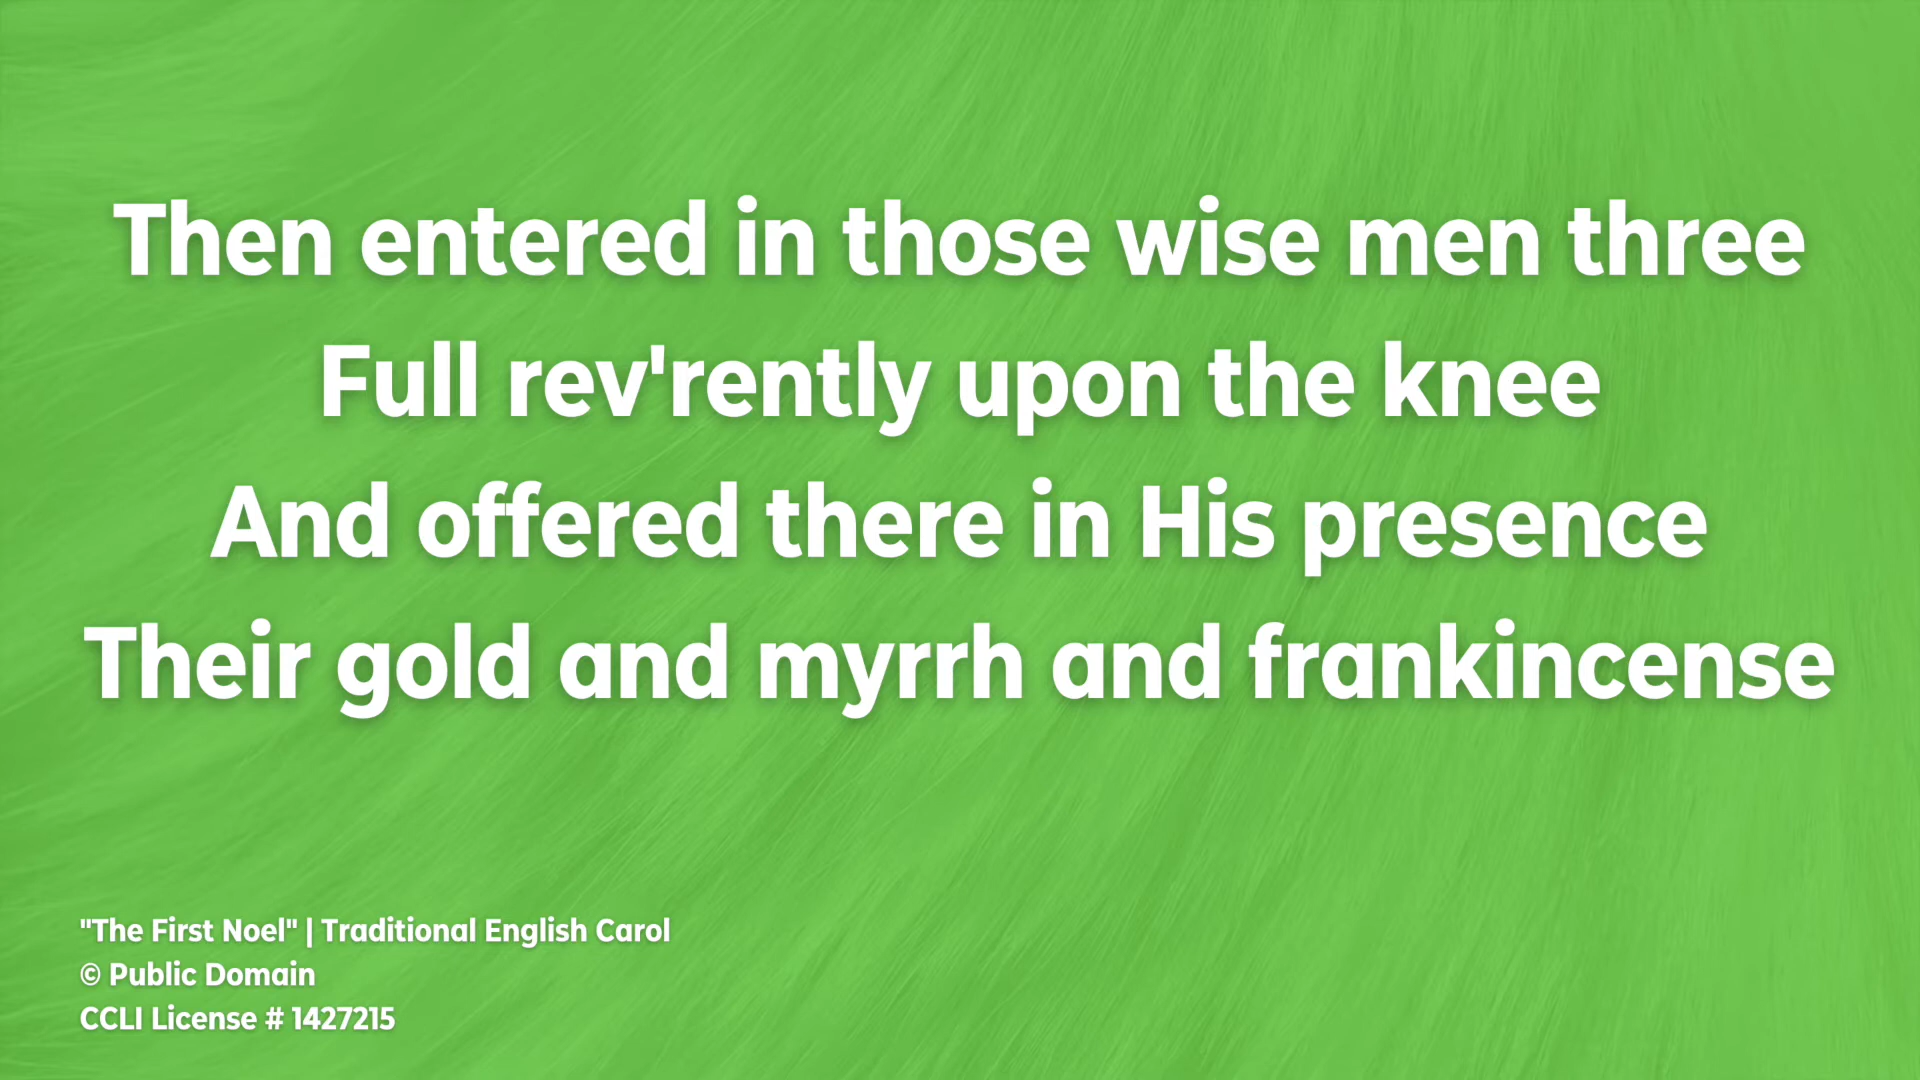 Then entered in those wise men three
Full rev'rently upon the knee
And offered there in His presence
Their gold and myrrh and frankincense
"The First Noel" | Traditional English Carol
© Public Domain
CCLI License # 1427215